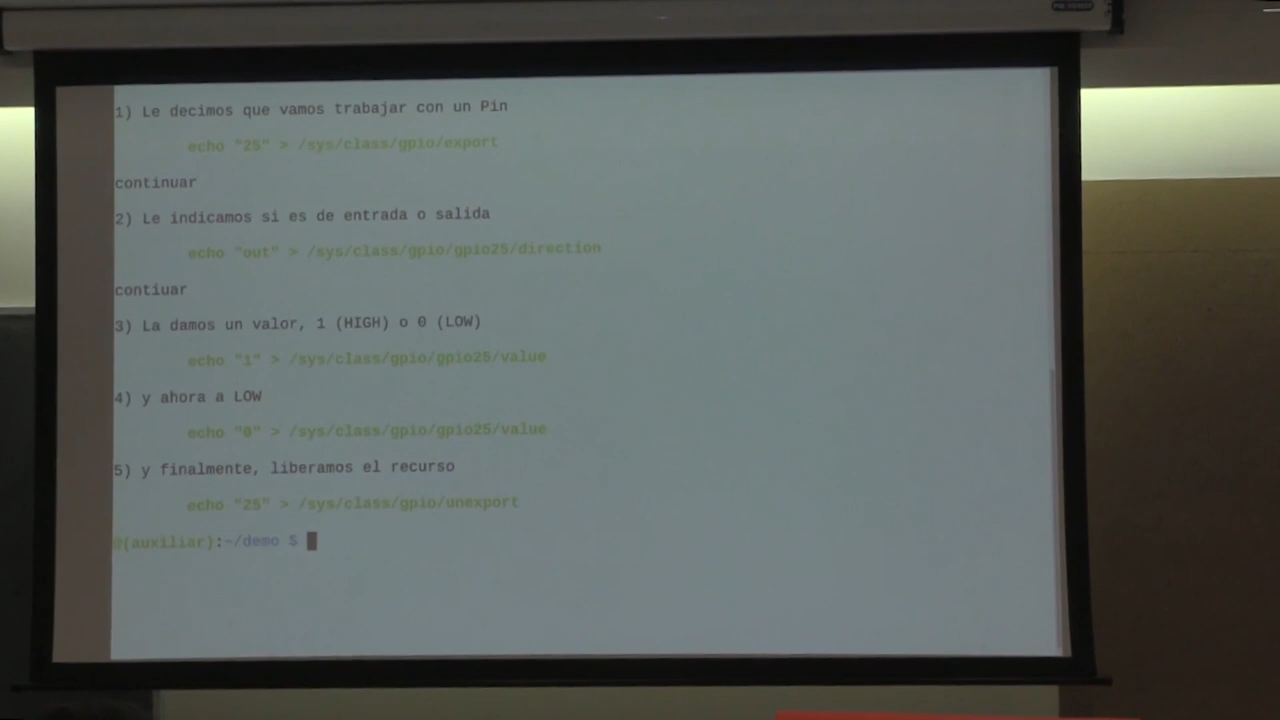 1) Le decimos que vamos trabajar con un Pin
echo "25" > /sys/class/gpio/export
continuar
2) Le indicamos si es de entrada o salida
echo "out" > /sys/class/gpio/gpio25/direction
contiuar
3) La damos un valor, 1 (HIGH) o 0 (LOW)
echo "1" > /sys/class/gpio/gpio25/value
4) y ahora a LOW
echo "0" > /sys/class/gpio/gpio25/value
5) y finalmente, liberamos el recurso
echo "25" > /sys/class/gpio/unexport
@(auxiliar):~/demo $